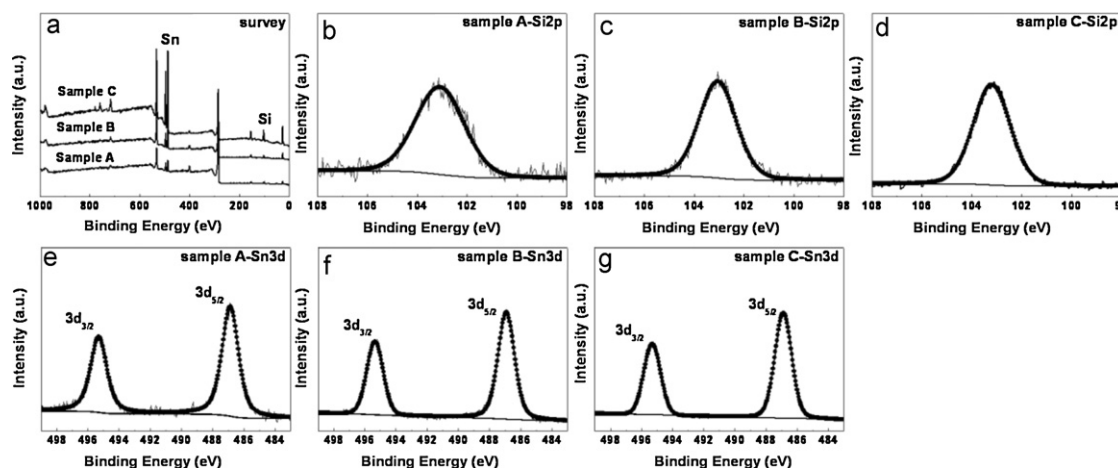 a
survey
Sn
Sample C
Si
Sample B
Sample A
Intensity (a.u.)
1000 800 600 400 200 0
Binding Energy (eV)
b
sample A-Si2p
Intensity (a.u.)
108 106 104 102 100 98
Binding Energy (eV)
c
sample B-Si2p
Intensity (a.u.)
108 106 104 102 100 98
Binding Energy (eV)
d
sample C-Si2p
Intensity (a.u.)
108 106 104 102 100 98
Binding Energy (eV)
e
sample A-Sn3d
3d5/2
3d3/2
Intensity (a.u.)
498 496 494 492 490 488 486 484
Binding Energy (eV)
f
sample B-Sn3d
3d5/2
3d3/2
Intensity (a.u.)
498 496 494 492 490 488 486 484
Binding Energy (eV)
g
sample C-Sn3d
3d5/2
3d3/2
Intensity (a.u.)
498 496 494 492 490 488 486 484
Binding Energy (eV)